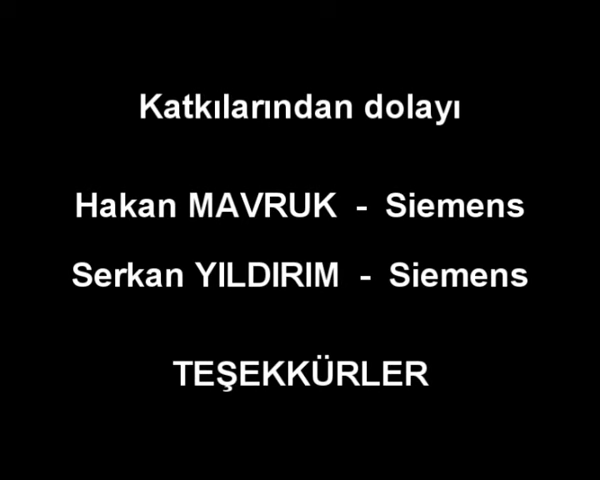 Katkılarından dolayı
Hakan MAVRUK - Siemens
Serkan YILDIRIM - Siemens
TEŞEKKÜRLER